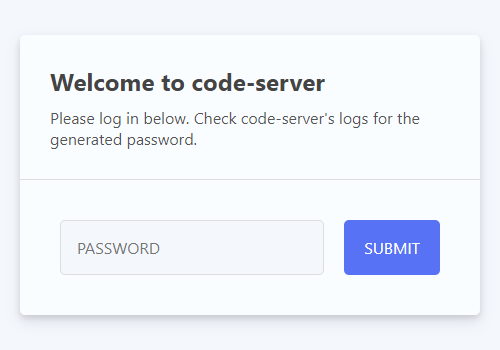 Welcome to code-server
Please log in below. Check code-server's logs for the
generated password.
PASSWORD
SUBMIT